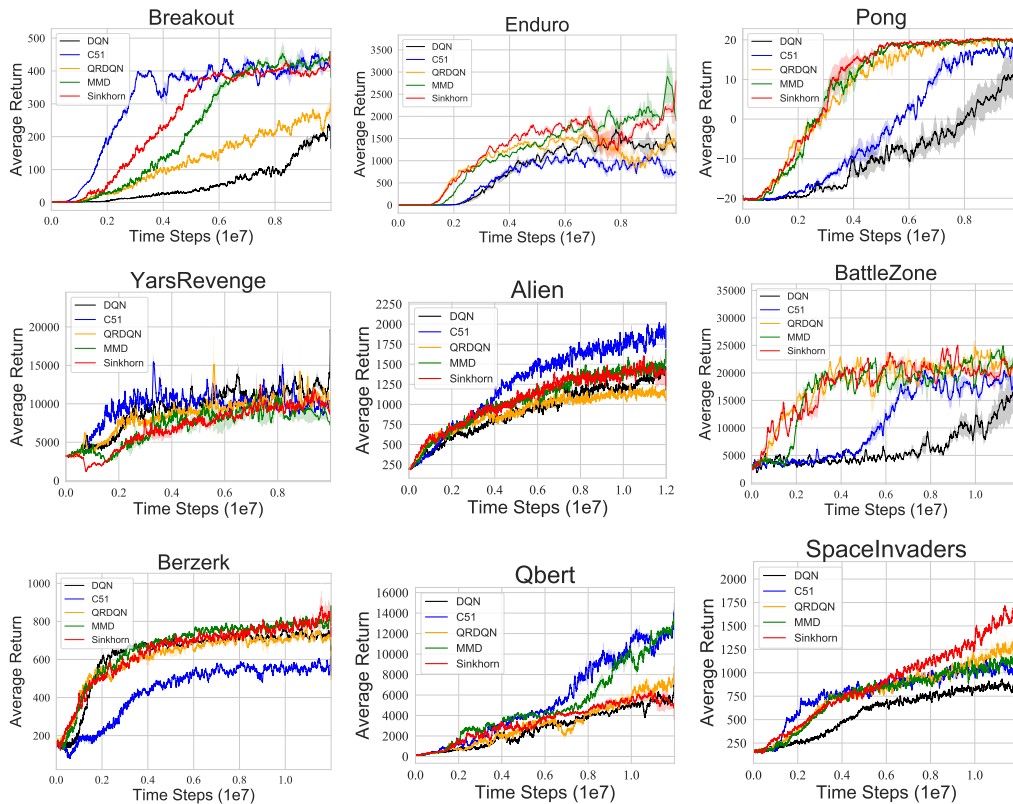 Breakout
Average Return
500
400
300
200
100
0
DQN
C51
QRDQN
MMD
Sinkhorn
0.0 0.2 0.4 0.6 0.8
Time Steps (1e7)
Enduro
Average Return
3500
3000
2500
2000
1500
1000
500
0
DQN
C51
QRDQN
MMD
Sinkhorn
0.0 0.2 0.4 0.6 0.8
Time Steps (1e7)
Pong
Average Return
20
10
0
−10
−20
DQN
C51
QRDQN
MMD
Sinkhorn
0.0 0.2 0.4 0.6 0.8
Time Steps (1e7)
YarsRevenge
Average Return
20000
15000
10000
5000
0
DQN
C51
QRDQN
MMD
Sinkhorn
0.0 0.2 0.4 0.6 0.8
Time Steps (1e7)
Alien
Average Return
2250
2000
1750
1500
1250
1000
750
500
250
DQN
C51
QRDQN
MMD
Sinkhorn
0.0 0.2 0.4 0.6 0.8 1.0 1.2
Time Steps (1e7)
BattleZone
Average Return
35000
30000
25000
20000
15000
10000
5000
0
DQN
C51
QRDQN
MMD
Sinkhorn
0.0 0.2 0.4 0.6 0.8 1.0
Time Steps (1e7)
Berzerk
Average Return
1000
800
600
400
200
DQN
C51
QRDQN
MMD
Sinkhorn
0.0 0.2 0.4 0.6 0.8 1.0
Time Steps (1e7)
Qbert
Average Return
16000
14000
12000
10000
8000
6000
4000
2000
0
DQN
C51
QRDQN
MMD
Sinkhorn
0.0 0.2 0.4 0.6 0.8 1.0
Time Steps (1e7)
SpaceInvaders
Average Return
2000
1750
1500
1250
1000
750
500
250
DQN
C51
QRDQN
MMD
Sinkhorn
0.0 0.2 0.4 0.6 0.8 1.0
Time Steps (1e7)